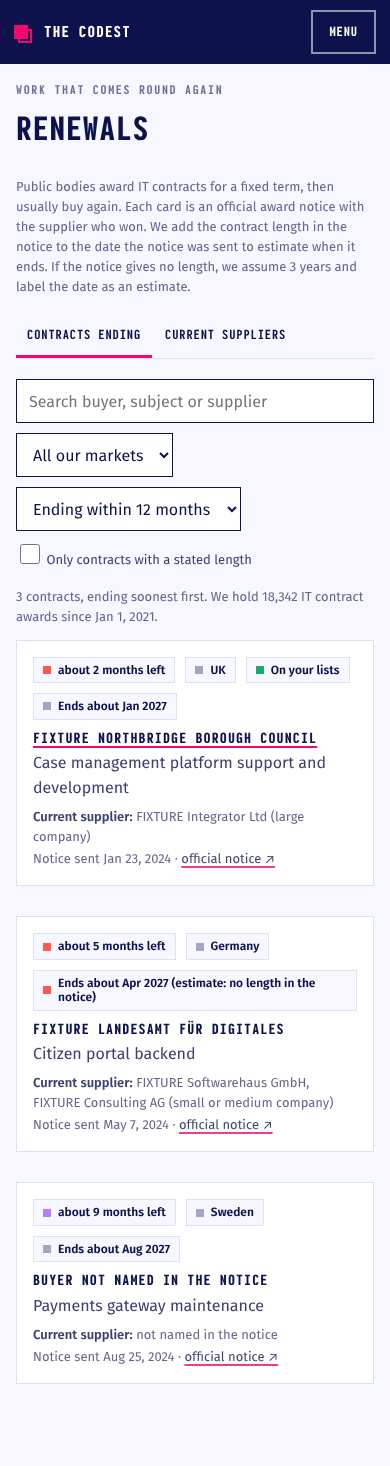 THE CODEST
MENU
WORK THAT COMES ROUND AGAIN
RENEWALS
Public bodies award IT contracts for a fixed term, then
usually buy again. Each card is an official award notice with
the supplier who won. We add the contract length in the
notice to the date the notice was sent to estimate when it
ends. If the notice gives no length, we assume 3 years and
label the date as an estimate.
CONTRACTS ENDING
CURRENT SUPPLIERS
Search buyer, subject or supplier
All our markets
Ending within 12 months
Only contracts with a stated length
3 contracts, ending soonest first. We hold 18,342 IT contract
awards since Jan 1, 2021.
about 2 months left
UK
On your lists
Ends about Jan 2027
FIXTURE NORTHBRIDGE BOROUGH COUNCIL
Case management platform support and
development
Current supplier: FIXTURE Integrator Ltd (large
company)
Notice sent Jan 23, 2024 · official notice ↗
about 5 months left
Germany
Ends about Apr 2027 (estimate: no length in the
notice)
FIXTURE LANDESAMT FÜR DIGITALES
Citizen portal backend
Current supplier: FIXTURE Softwarehaus GmbH,
FIXTURE Consulting AG (small or medium company)
Notice sent May 7, 2024 · official notice ↗
about 9 months left
Sweden
Ends about Aug 2027
BUYER NOT NAMED IN THE NOTICE
Payments gateway maintenance
Current supplier: not named in the notice
Notice sent Aug 25, 2024 · official notice ↗